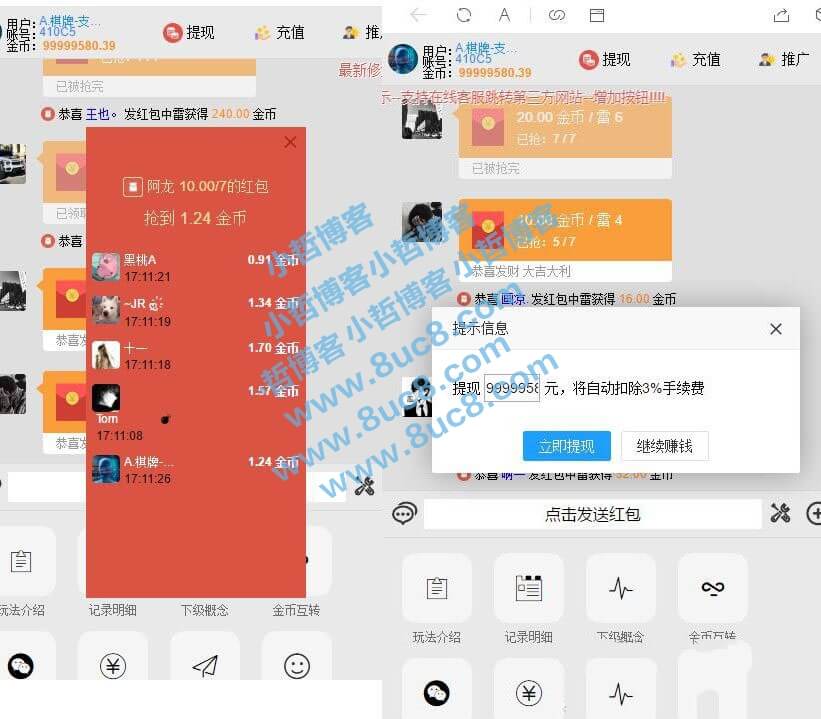 用户: A.棋牌-支...
账号: 410C5
金币: 99999580.39
提现
充值
推
最新修
已被抢完
恭喜 王也。发红包中雷获得 240.00 金币
阿龙 10.00/7的红包
抢到 1.24 金币
已领取
恭喜
黑桃A 0.91 金币
17:11:21
~JR 0.91
1.34 金币
17:11:19
十一 1.70 金币
17:11:18
1.57 金币
Tom
17:11:08
A.棋牌-... 1.24 金币
17:11:26
恭喜发
恭喜发
玩法介绍
记录明细
下级概念
金币互转
用户: A.棋牌-支...
账号: 410C5
金币: 99999580.39
提现
充值
推广
示--支持在线客服跳转第三方网站--增加按钮!!!!
20.00 金币 / 雷 6
已抢: 7 / 7
已被抢完
10.00 金币 / 雷 4
已抢: 5 / 7
恭喜发财 大吉大利
恭喜 画凉. 发红包中雷获得 16.00 金币
提示信息
提现 9999958 元，将自动扣除3%手续费
立即提现
继续赚钱
恭喜 发红包中雷获得 32.00 金币
点击发送红包
玩法介绍
记录明细
下级概念
金币互转
小哲博客
小哲博客 小哲博客
小哲博客 小哲博客
www.8uc8.com
www.8uc8.com
www.8uc8.com